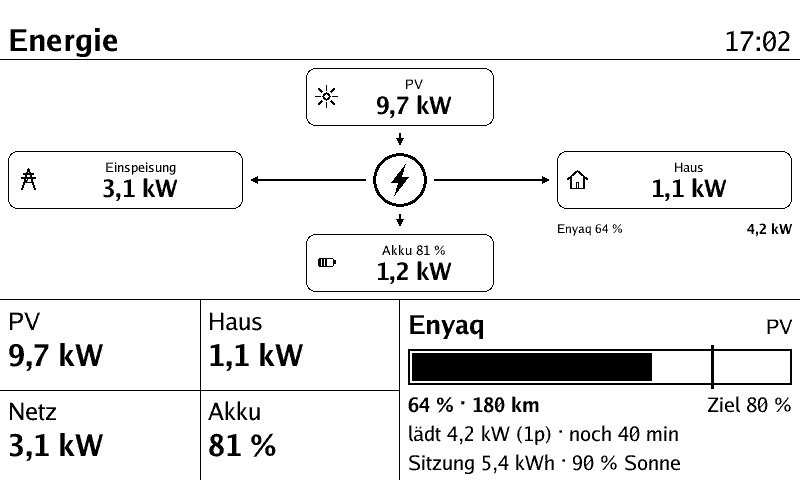 Energie
17:02
PV
9,7 kW
Einspeisung
3,1 kW
Haus
1,1 kW
Enyaq 64 % 4,2 kW
Akku 81 %
1,2 kW
PV
9,7 kW
Haus
1,1 kW
Netz
3,1 kW
Akku
81 %
Enyaq PV
64 % · 180 km Ziel 80 %
lädt 4,2 kW (1p) · noch 40 min
Sitzung 5,4 kWh · 90 % Sonne